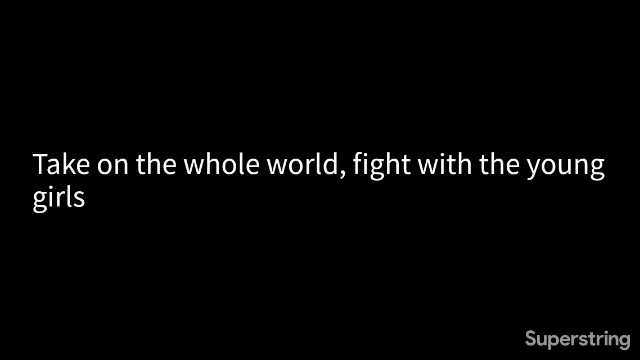 Take on the whole world, fight with the young
girls
Superstring